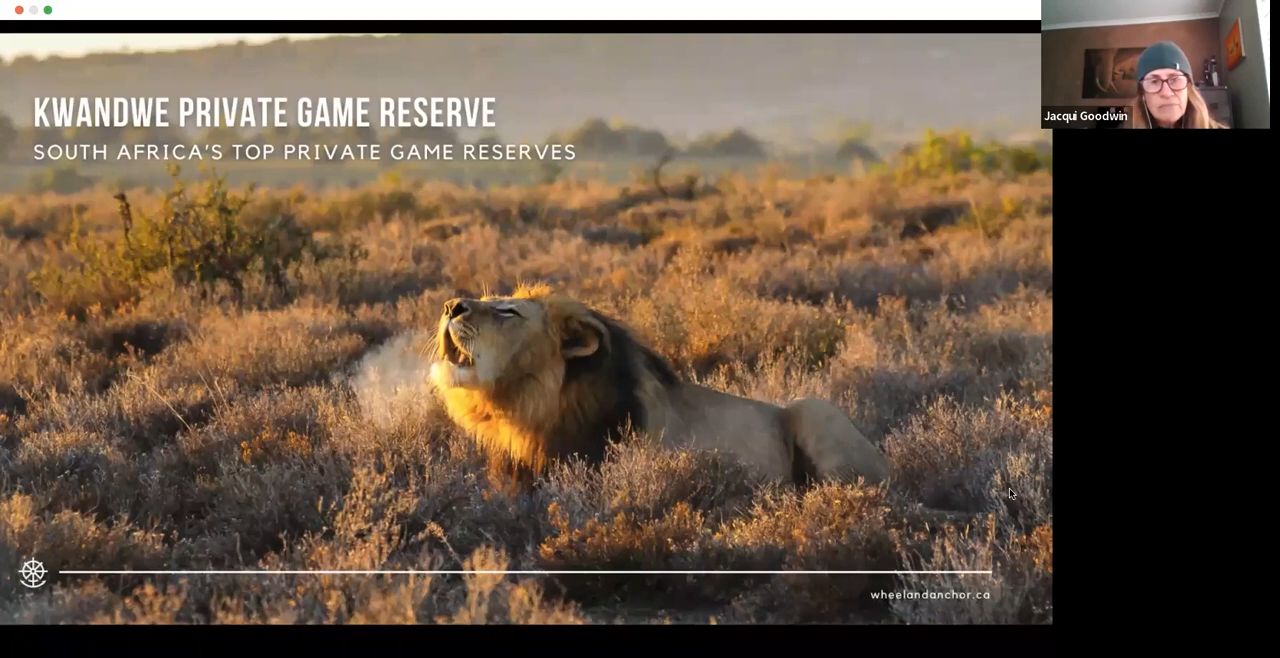 KWANDWE PRIVATE GAME RESERVE
SOUTH AFRICA'S TOP PRIVATE GAME RESERVES
Jacqui Goodwin
wheelandanchor.ca